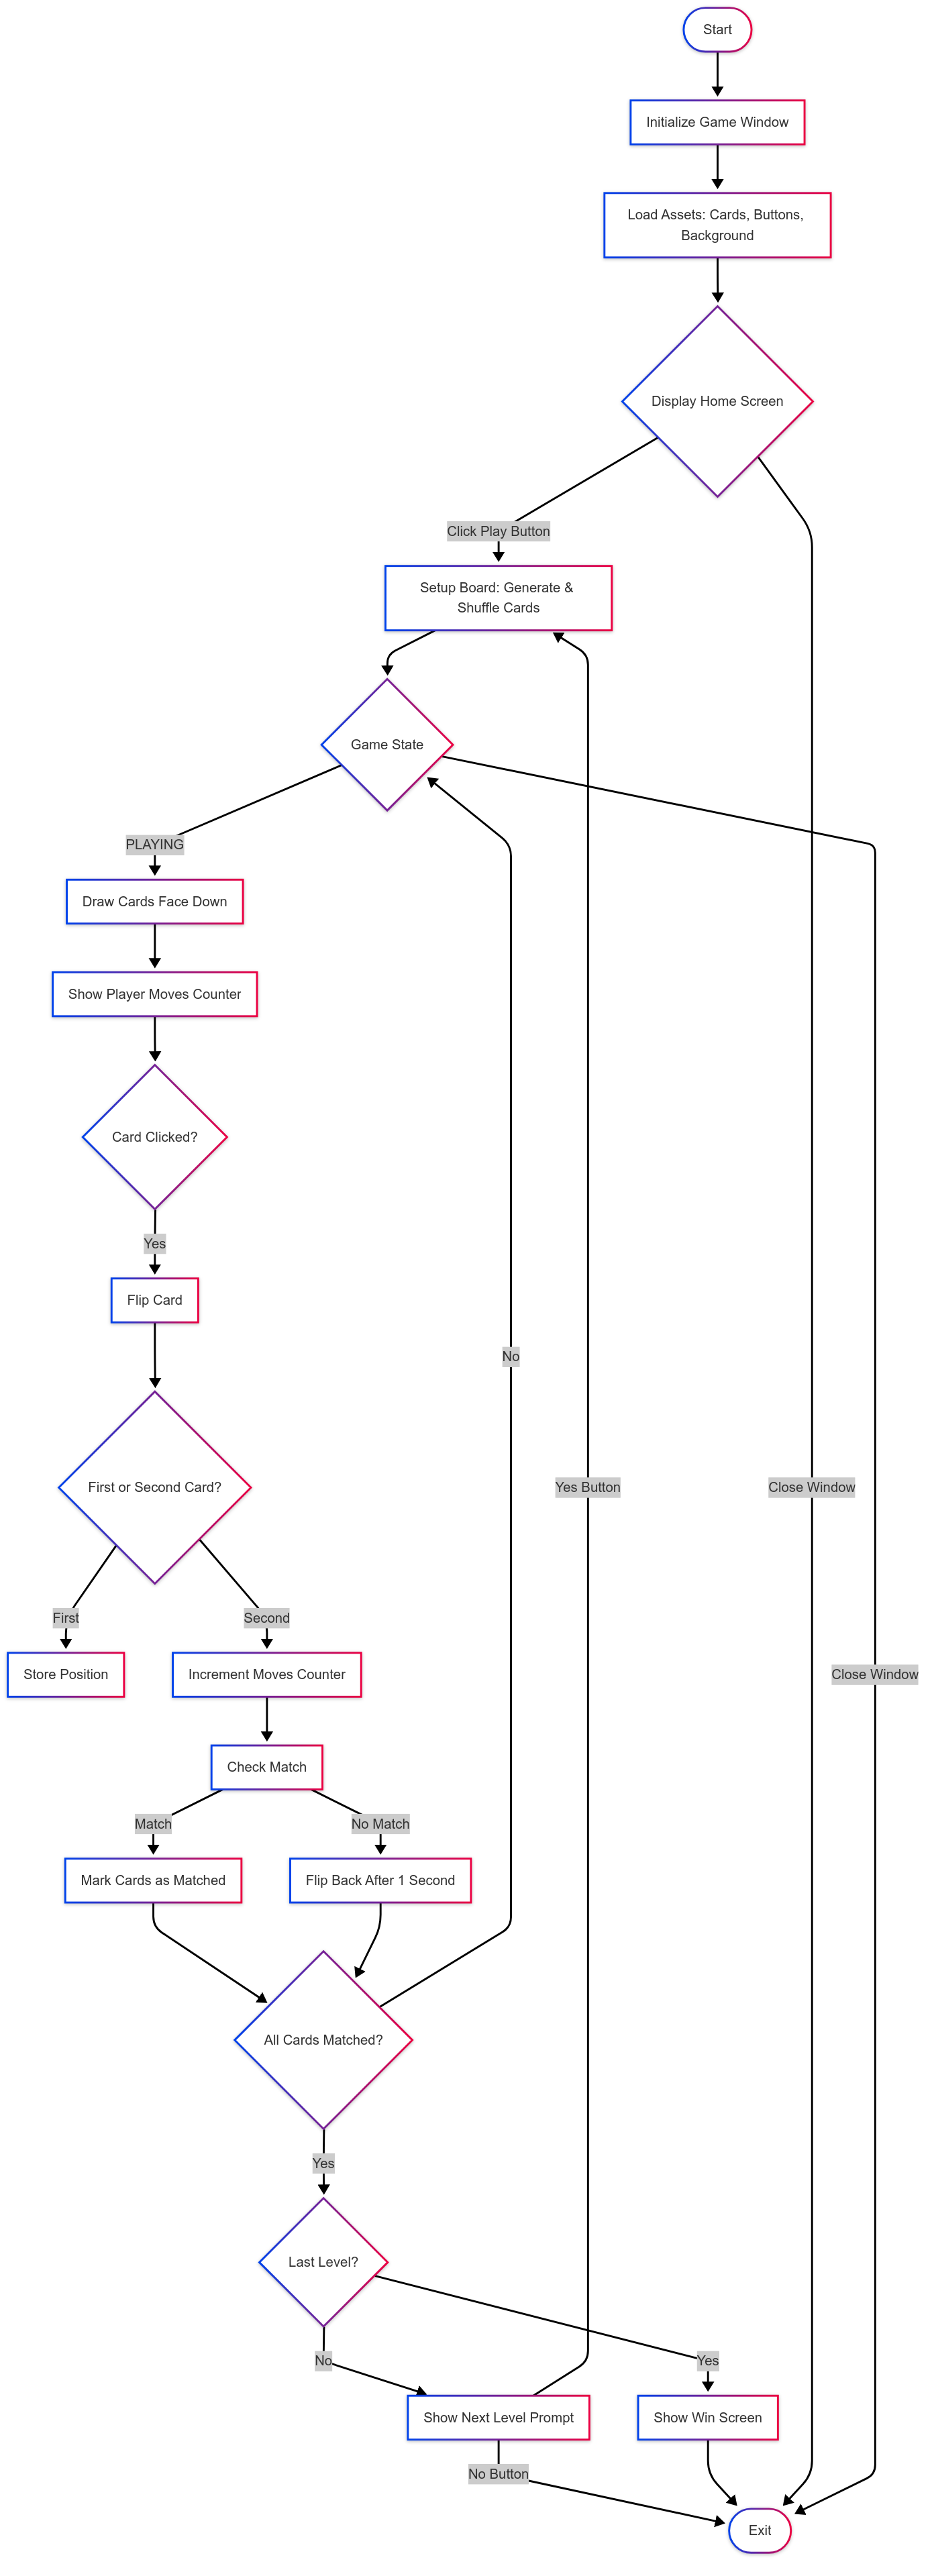 Start
Initialize Game Window
Load Assets: Cards, Buttons,
Background
Display Home Screen
Click Play Button
Setup Board: Generate &
Shuffle Cards
Game State
PLAYING
Draw Cards Face Down
Show Player Moves Counter
Card Clicked?
Yes
Flip Card
No
First or Second Card?
Yes Button
Close Window
First
Second
Store Position
Increment Moves Counter
Close Window
Check Match
Match
No Match
Mark Cards as Matched
Flip Back After 1 Second
All Cards Matched?
Yes
Last Level?
No
Yes
Show Next Level Prompt
Show Win Screen
No Button
Exit